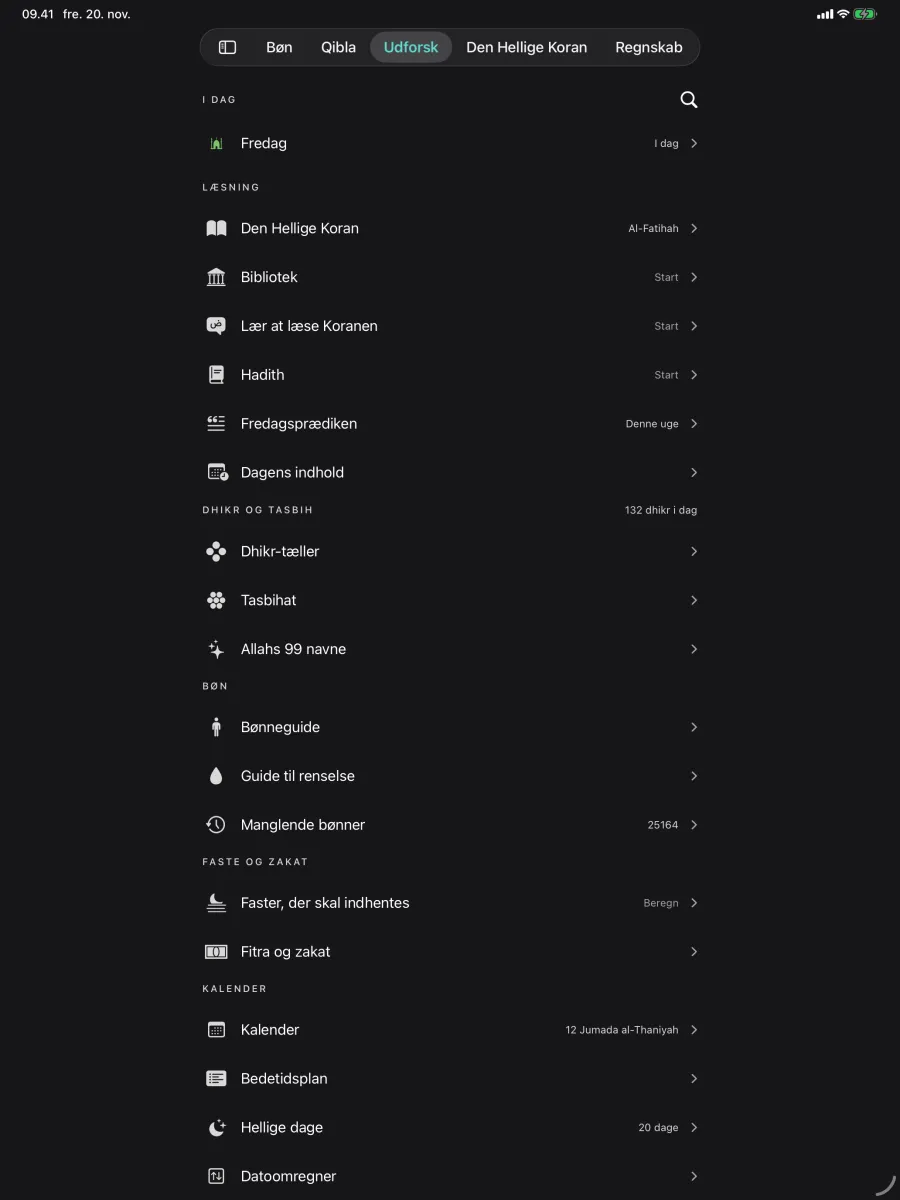 09.41 fre. 20. nov.
Bøn Qibla Udforsk Den Hellige Koran Regnskab
I DAG
Fredag I dag
LÆSNING
Den Hellige Koran Al-Fatihah
Bibliotek Start
ض Lær at læse Koranen Start
Hadith Start
Fredagsprædiken Denne uge
Dagens indhold
DHIKR OG TASBIH 132 dhikr i dag
Dhikr-tæller
Tasbihat
Allahs 99 navne
BØN
Bønneguide
Guide til renselse
Manglende bønner 25164
FASTE OG ZAKAT
Faster, der skal indhentes Beregn
Fitra og zakat
KALENDER
Kalender 12 Jumada al-Thaniyah
Bedetidsplan
Hellige dage 20 dage
Datoomregner